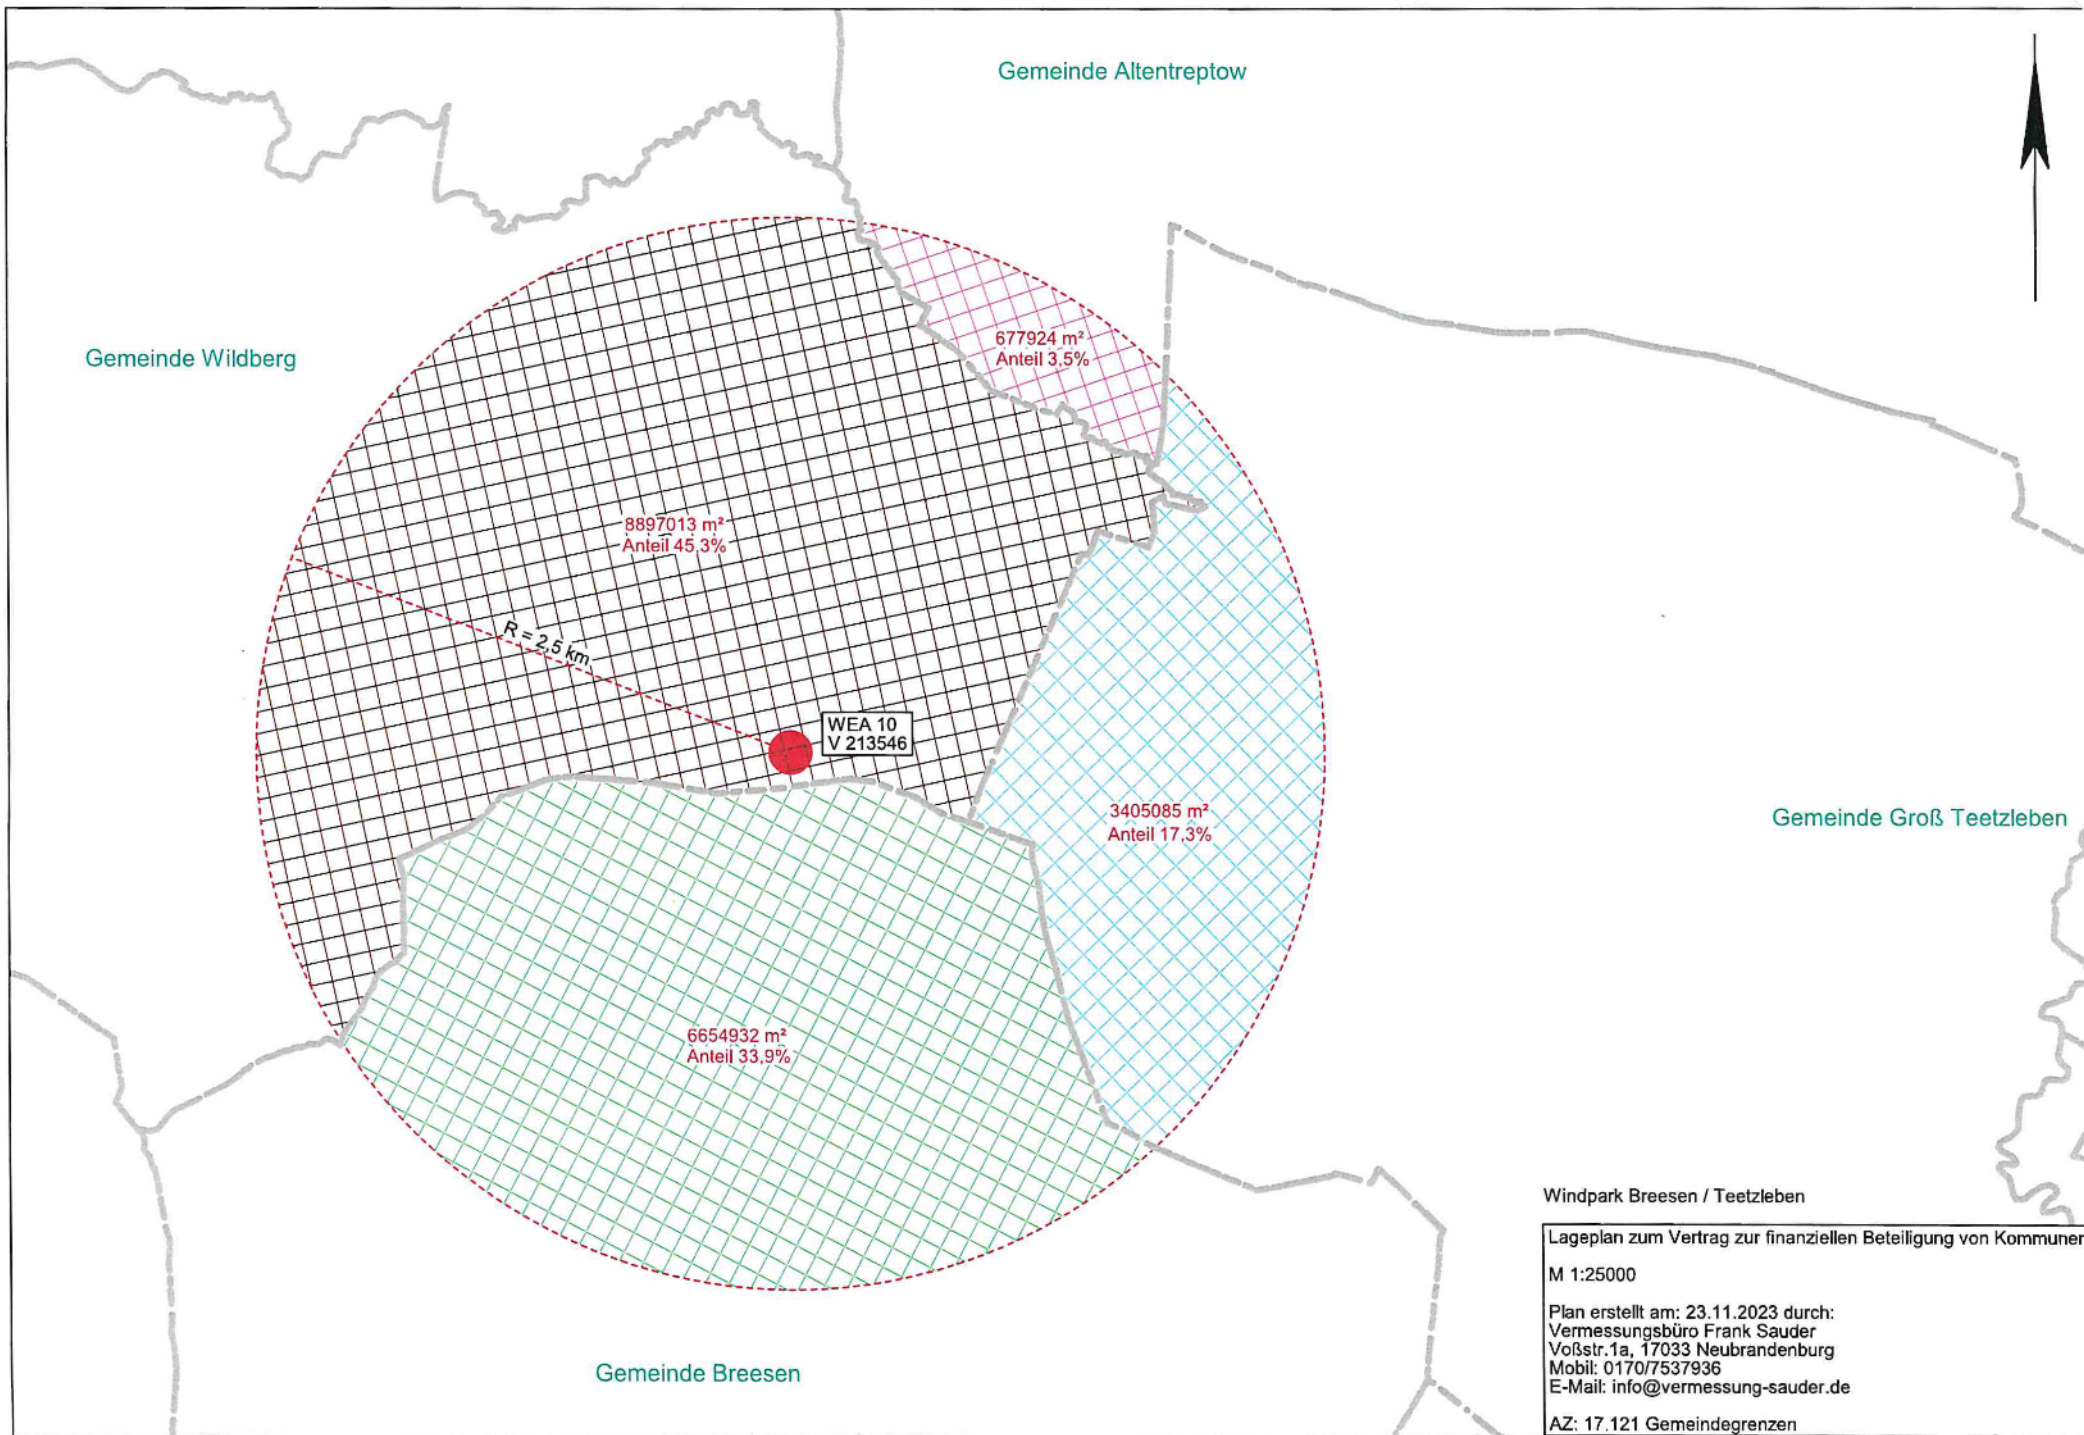 Gemeinde Altentreptow
677924 m²
Anteil 3,5%
Gemeinde Wildberg
8897013 m²
Anteil 45,3%
R = 2,5 km
WEA 10
V 213546
3405085 m²
Anteil 17,3%
Gemeinde Groß Teetzleben
6654932 m²
Anteil 33,9%
Gemeinde Breesen
Windpark Breesen / Teetzleben
Lageplan zum Vertrag zur finanziellen Beteiligung von Kommunen
M 1:25000
Plan erstellt am: 23.11.2023 durch:
Vermessungsbüro Frank Sauder
Voßstr.1a, 17033 Neubrandenburg
Mobil: 0170/7537936
E-Mail: info@vermessung-sauder.de
AZ: 17.121 Gemeindegrenzen